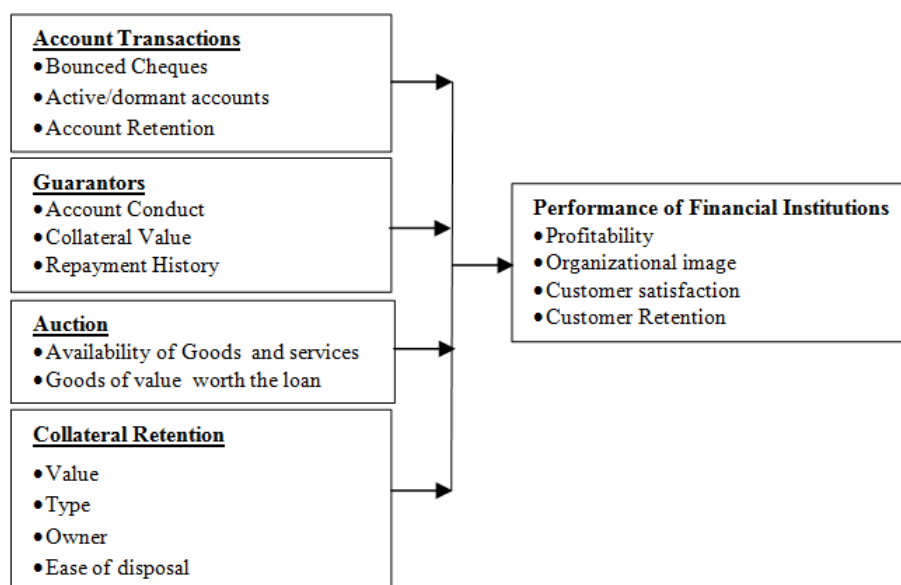 Account Transactions
•Bounced Cheques
•Active/dormant accounts
•Account Retention
Guarantors
•Account Conduct
•Collateral Value
•Repayment History
Auction
•Availability of Goods and services
•Goods of value worth the loan
Collateral Retention
•Value
•Type
•Owner
•Ease of disposal
Performance of Financial Institutions
•Profitability
•Organizational image
•Customer satisfaction
•Customer Retention